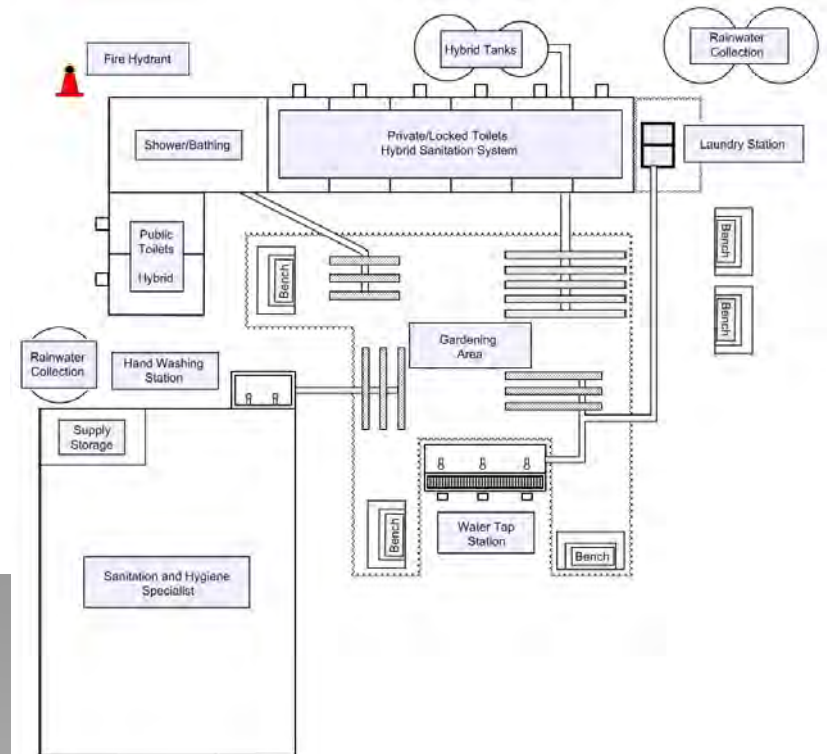 Fire Hydrant
Hybrid Tanks
Rainwater
Collection
Shower/Bathing
Private/Locked Toilets
Hybrid Sanitation System
Laundry Station
Public
Toilets
Hybrid
Bench
Bench
Bench
Gardening
Area
Rainwater
Collection
Hand Washing
Station
Supply
Storage
Water Tap
Station
Bench
Bench
Sanitation and Hygiene
Specialist